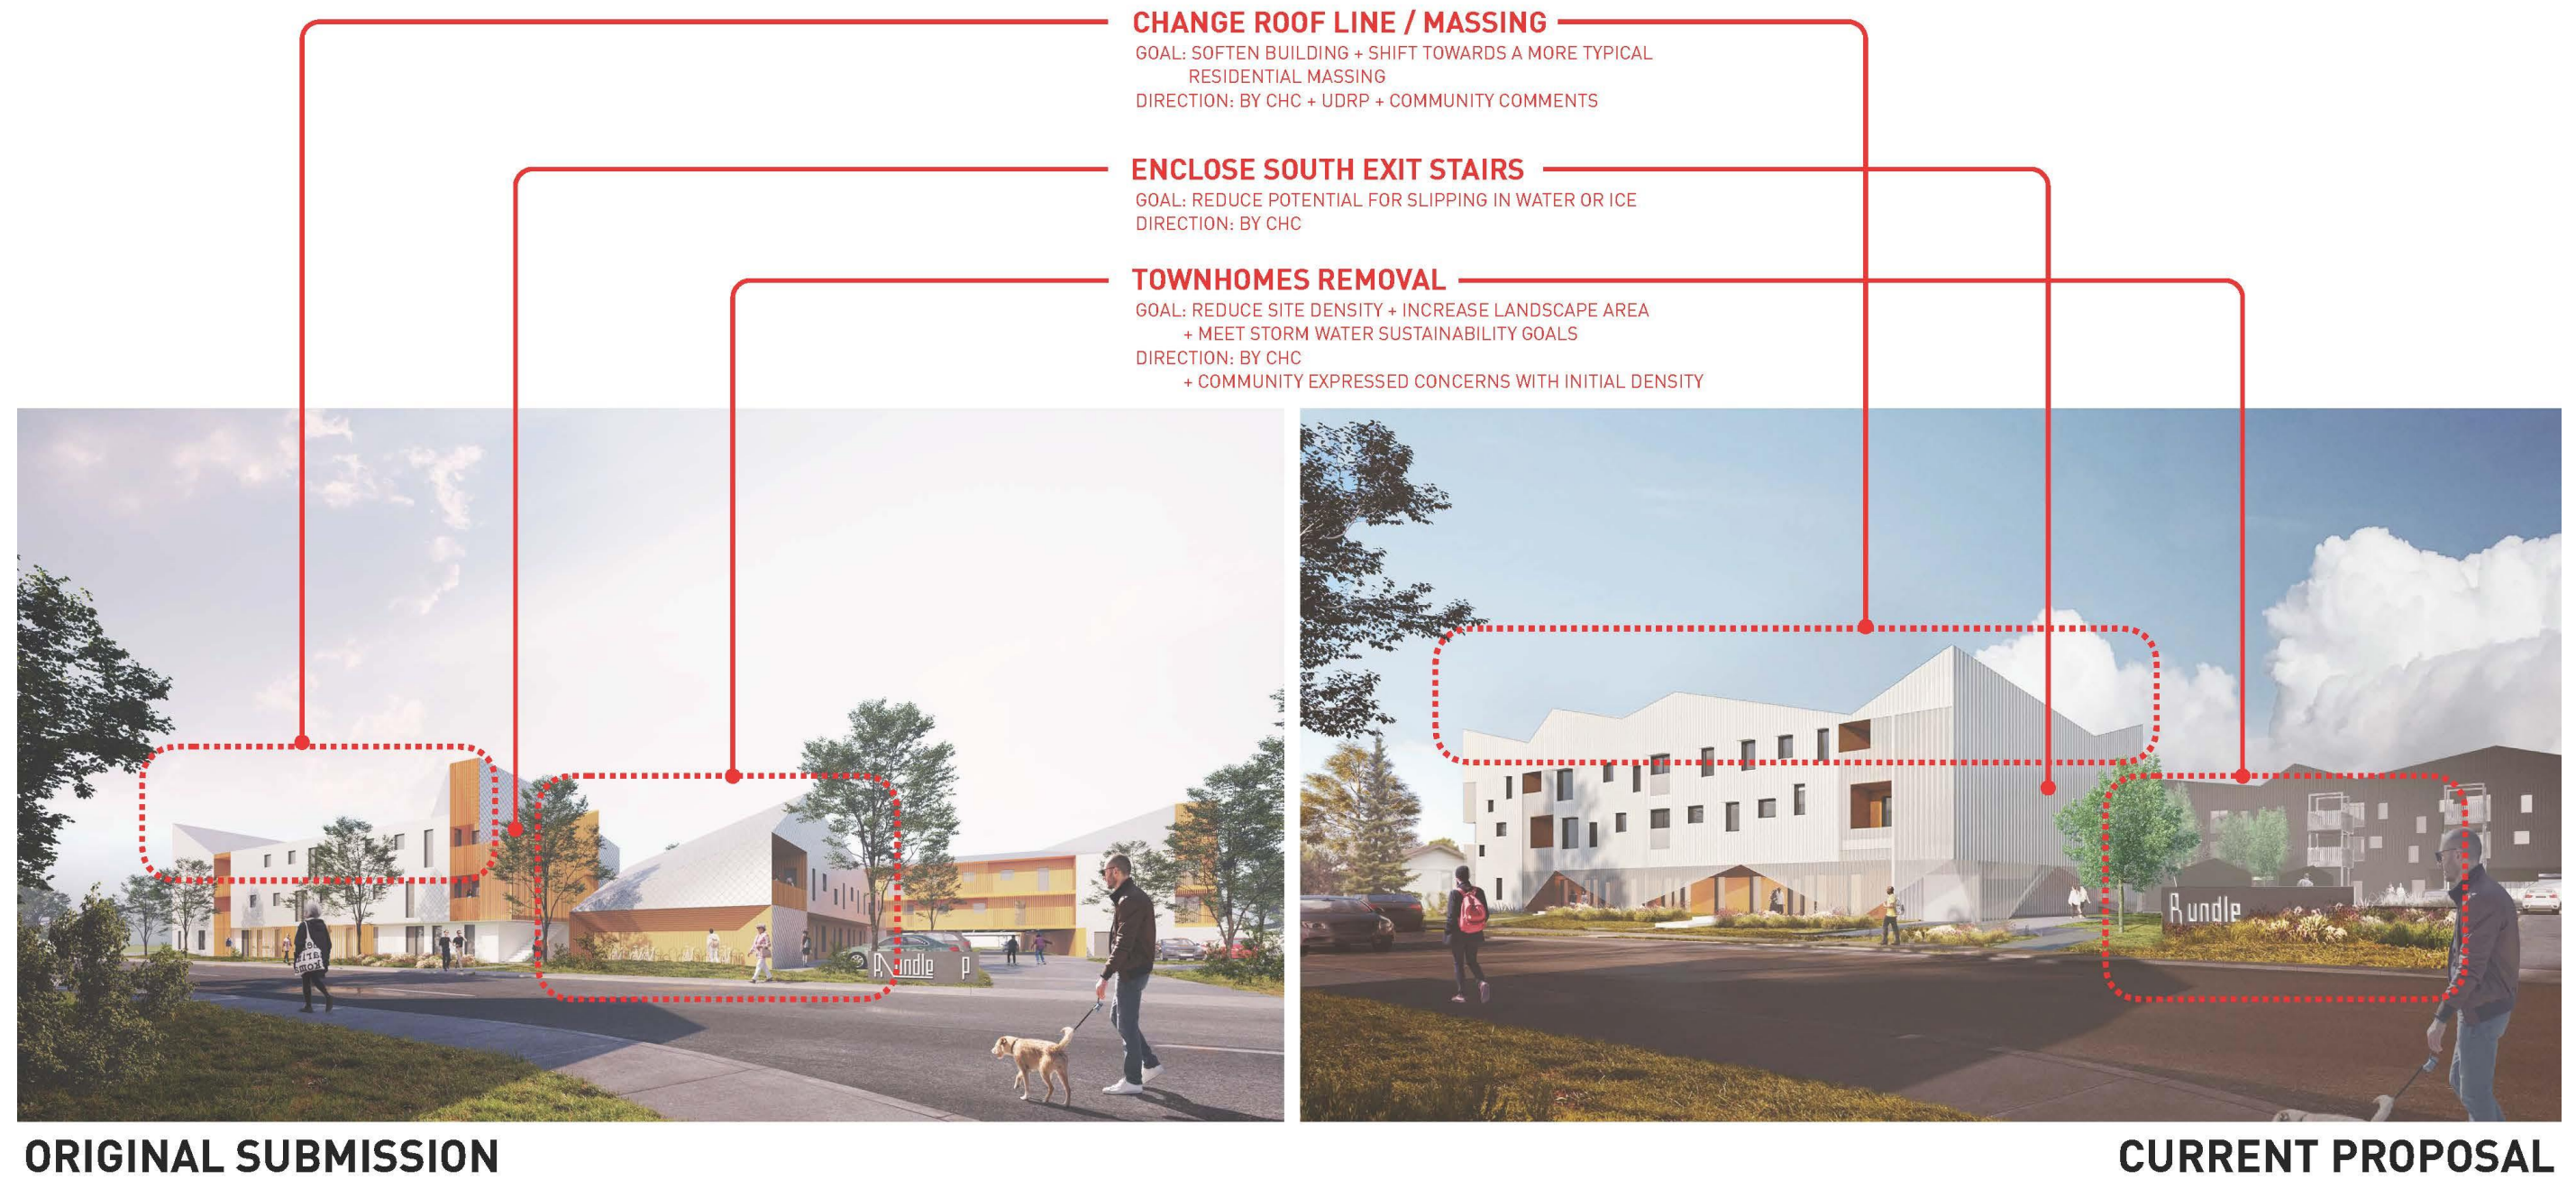 CHANGE ROOF LINE / MASSING
GOAL: SOFTEN BUILDING + SHIFT TOWARDS A MORE TYPICAL
RESIDENTIAL MASSING
DIRECTION: BY CHC + UDRP + COMMUNITY COMMENTS
ENCLOSE SOUTH EXIT STAIRS
GOAL: REDUCE POTENTIAL FOR SLIPPING IN WATER OR ICE
DIRECTION: BY CHC
TOWNHOMES REMOVAL
GOAL: REDUCE SITE DENSITY + INCREASE LANDSCAPE AREA
+ MEET STORM WATER SUSTAINABILITY GOALS
DIRECTION: BY CHC
+ COMMUNITY EXPRESSED CONCERNS WITH INITIAL DENSITY
Rundle P
Rundle
ORIGINAL SUBMISSION
CURRENT PROPOSAL